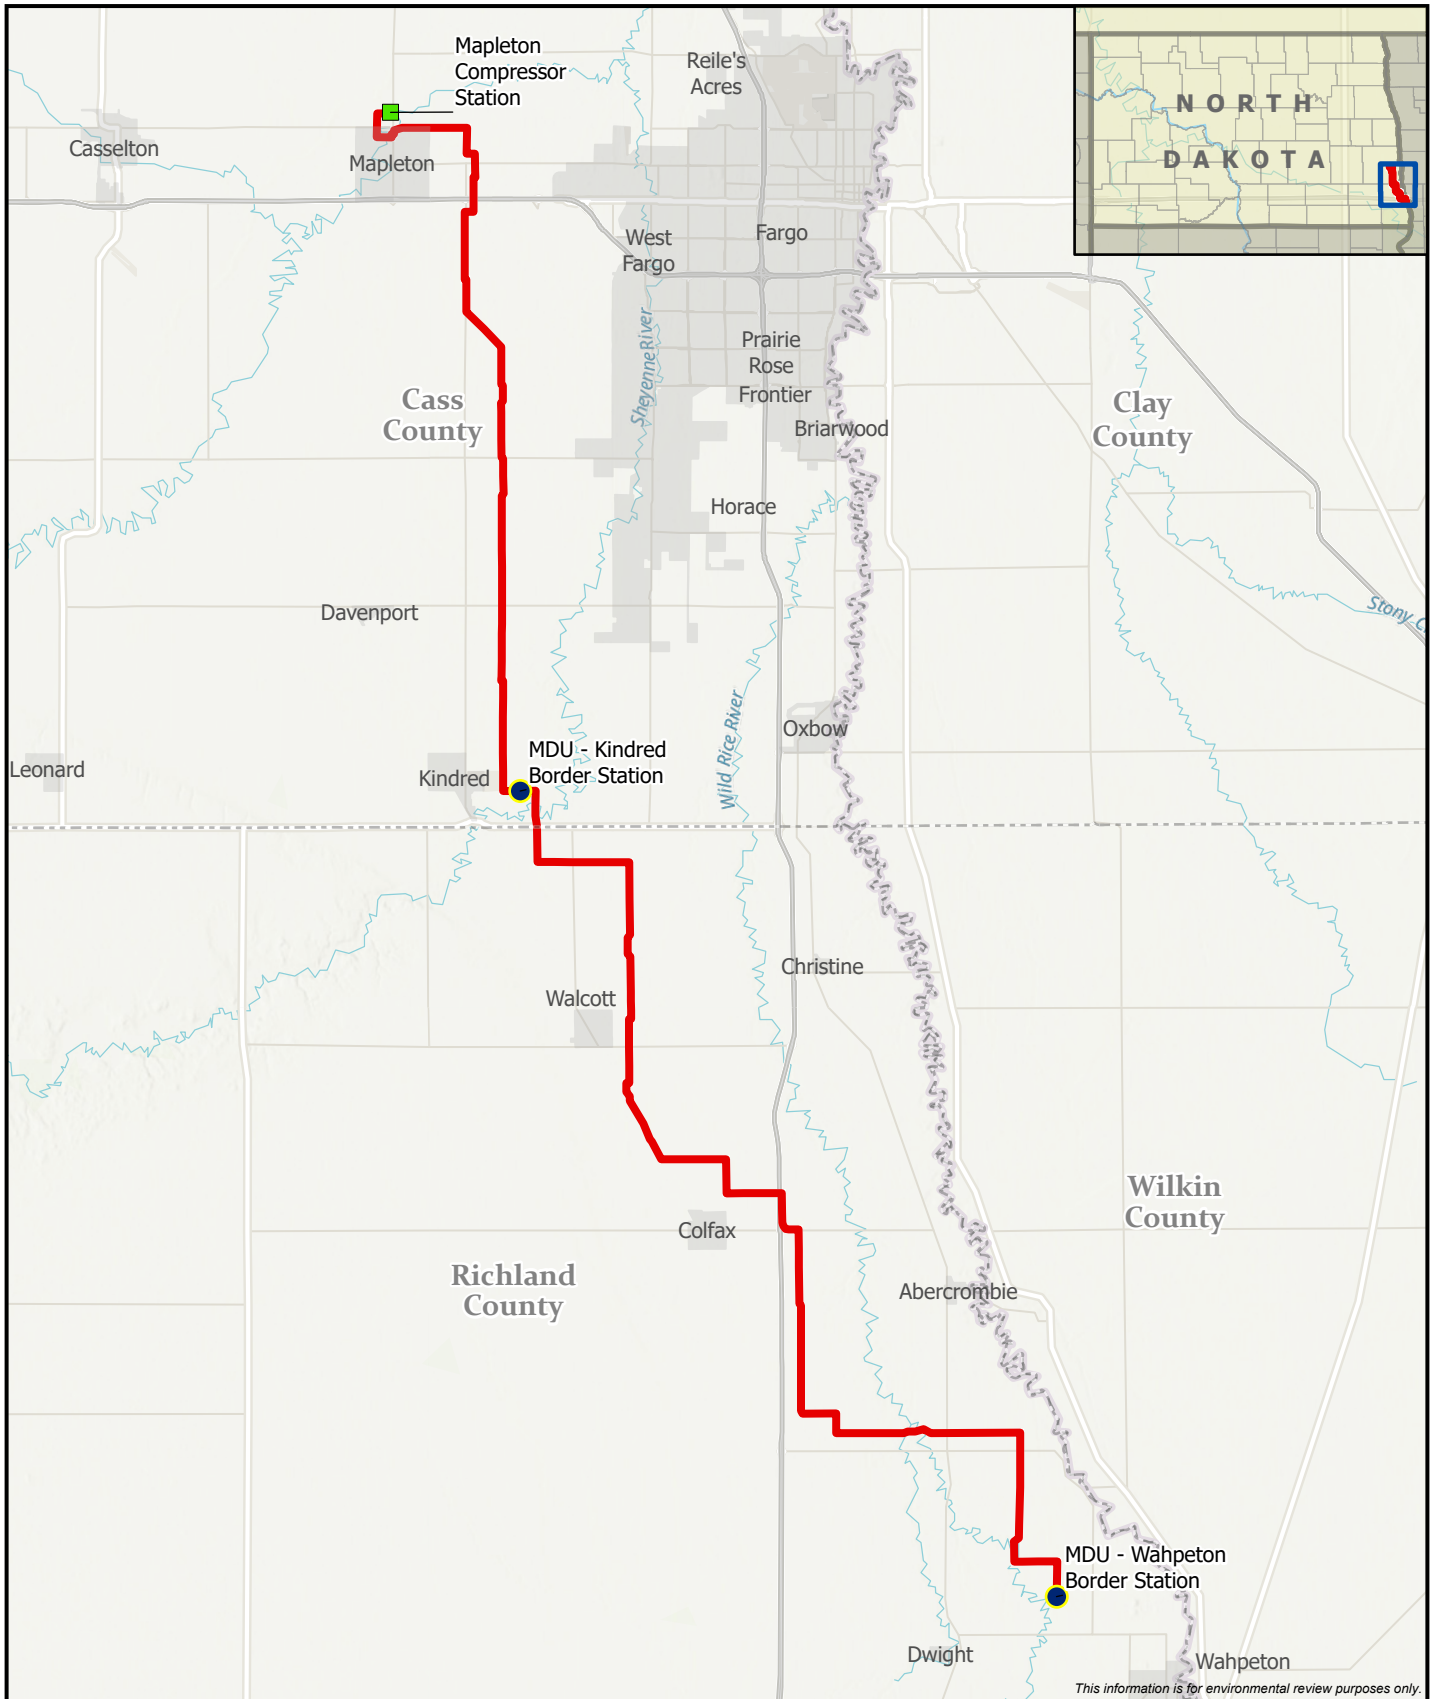 Mapleton
Compressor
Station
Reile's
Acres
NORTH
DAKOTA
Casselton
Mapleton
West
Fargo
Fargo
Sheyenne River
Prairie
Rose
Frontier
Briarwood
Cass
County
Clay
County
Horace
Davenport
Stony C
Wild Rice River
Oxbow
MDU - Kindred
Border Station
Leonard
Kindred
Christine
Walcott
Colfax
Wilkin
County
Richland
County
Abercrombie
MDU - Wahpeton
Border Station
Dwight
Wahpeton
This information is for environmental review purposes only.